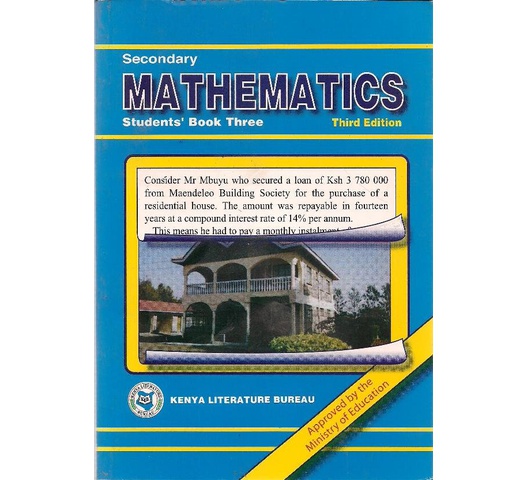 Secondary
MATHEMATICS
Students' Book Three
Third Edition
Consider Mr Mbuyu who secured a loan of Ksh 3 780 000
from Maendeleo Building Society for the purchase of a
residential house. The amount was repayable in fourteen
years at a compound interest rate of 14% per annum.
This means he had to pay a monthly instalment
KENYA LITERATURE BUREAU
KENYA LITERATURE
BUREAU
Approved by the
Ministry of Education